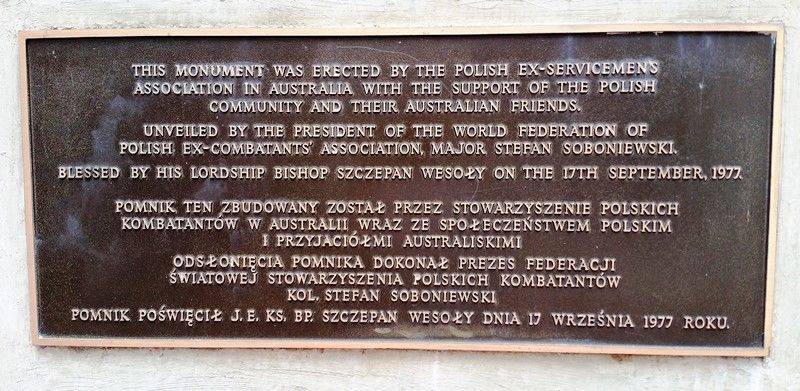 THIS MONUMENT WAS ERECTED BY THE POLISH EX-SERVICEMEN'S
ASSOCIATION IN AUSTRALIA WITH THE SUPPORT OF THE POLISH
COMMUNITY AND THEIR AUSTRALIAN FRIENDS.
UNVEILED BY THE PRESIDENT OF THE WORLD FEDERATION OF
POLISH EX-COMBATANTS' ASSOCIATION, MAJOR STEFAN SOBONIEWSKI.
BLESSED BY HIS LORDSHIP BISHOP SZCZEPAN WESOŁY ON THE 17TH SEPTEMBER, 1977.
POMNIK TEN ZBUDOWANY ZOSTAŁ PRZEZ STOWARZYSZENIE POLSKICH
KOMBATANTÓW W AUSTRALII WRAZ ZE SPOŁECZEŃSTWEM POLSKIM
I PRZYJACIÓŁMI AUSTRALISKIMI
ODSŁONIĘCIA POMNIKA DOKONAŁ PREZES FEDERACJI
ŚWIATOWEJ STOWARZYSZENIA POLSKICH KOMBATANTÓW
KOL. STEFAN SOBONIEWSKI
POMNIK POŚWIĘCIŁ J. E. KS. BP. SZCZEPAN WESOŁY DNIA 17 WRZEŚNIA 1977 ROKU.